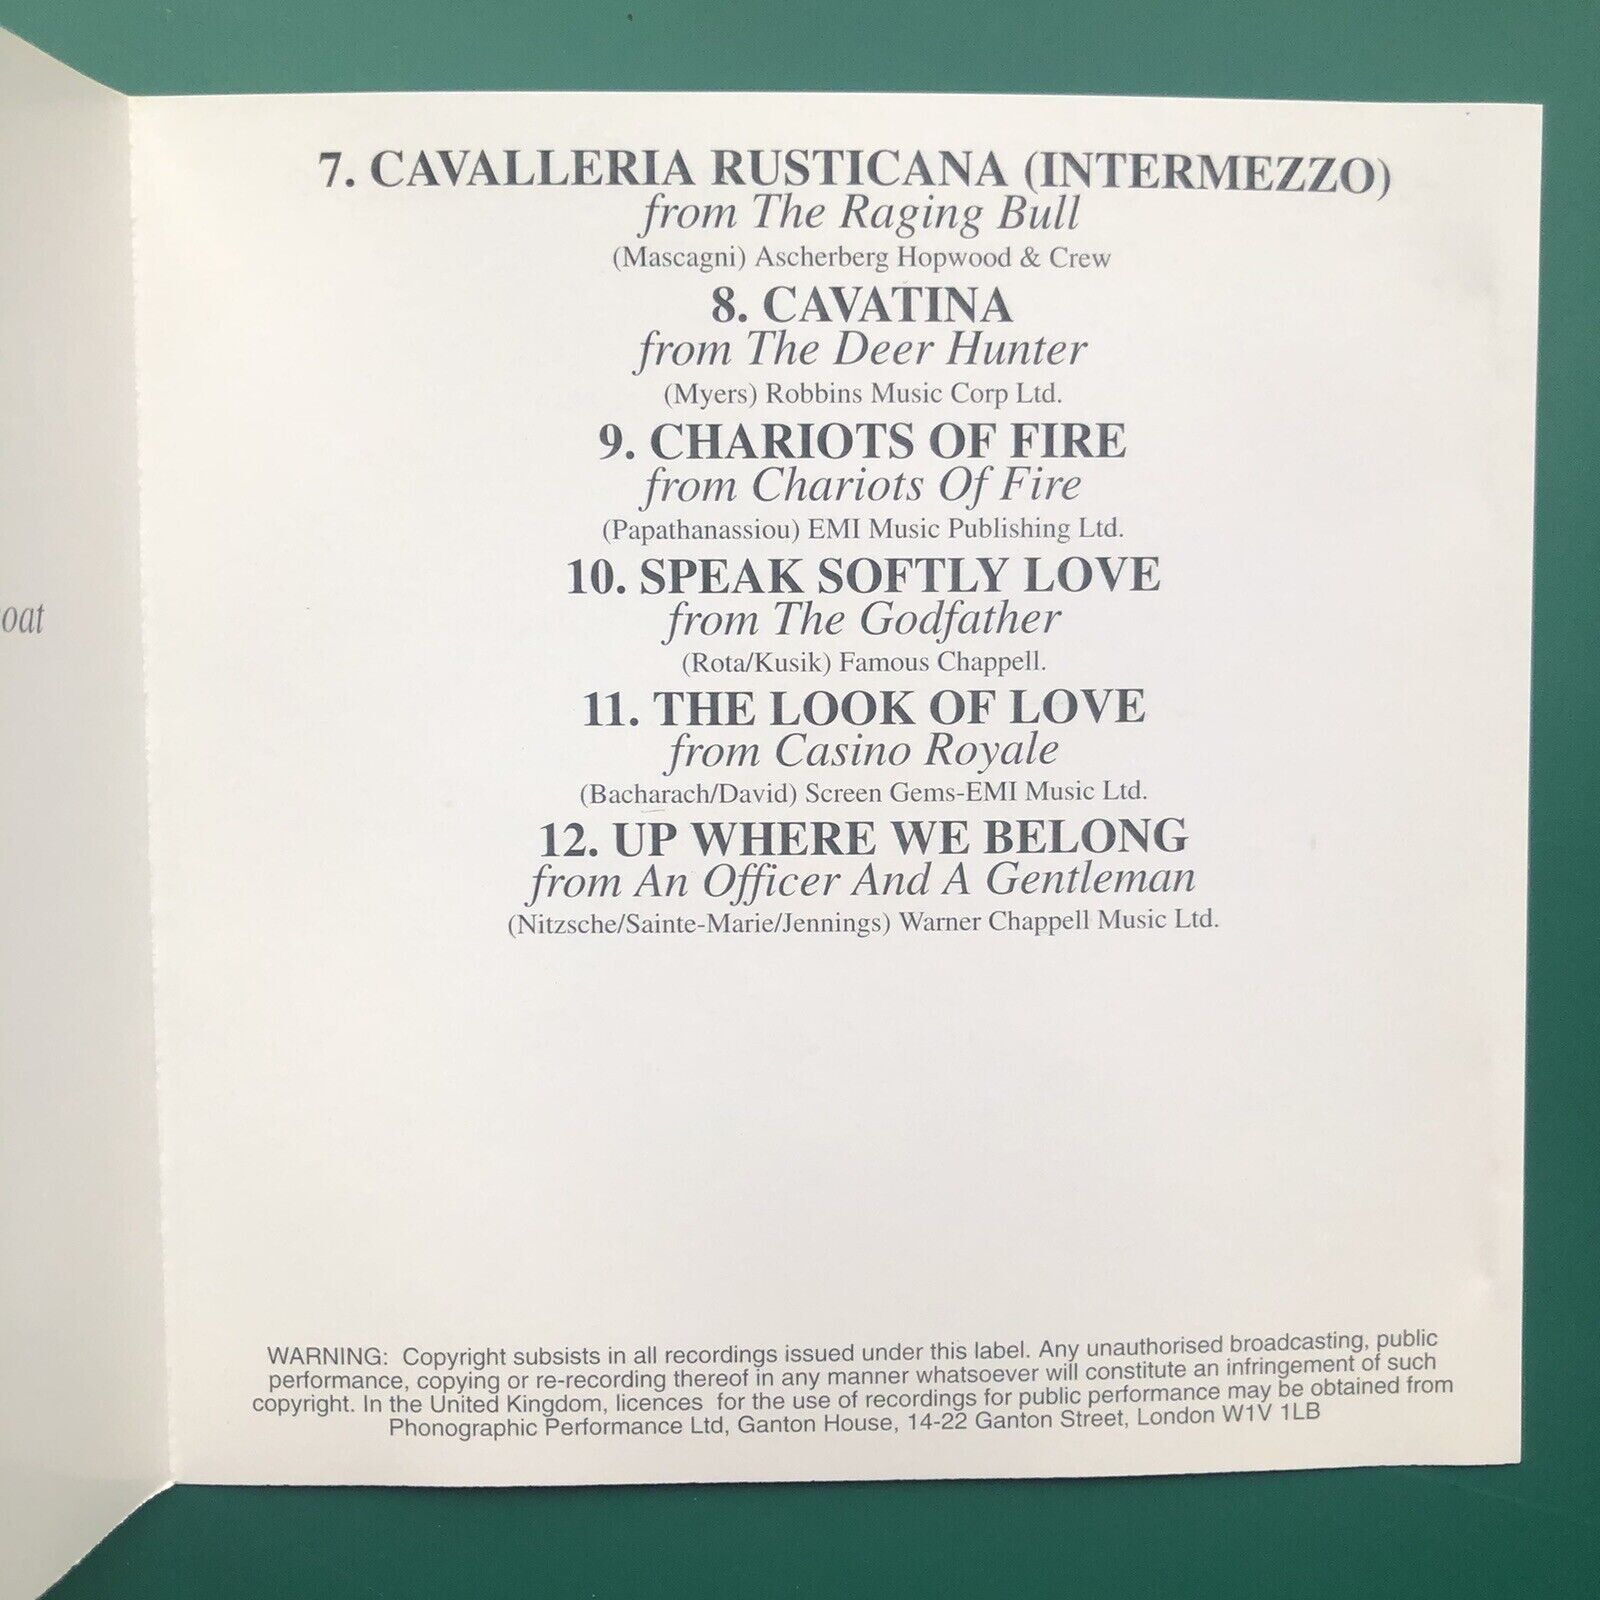 oat
7. CAVALLERIA RUSTICANA (INTERMEZZO)
from The Raging Bull
(Mascagni) Ascherberg Hopwood & Crew
8. CAVATINA
from The Deer Hunter
(Myers) Robbins Music Corp Ltd.
9. CHARIOTS OF FIRE
from Chariots Of Fire
(Papathanassiou) EMI Music Publishing Ltd.
10. SPEAK SOFTLY LOVE
from The Godfather
(Rota/Kusik) Famous Chappell.
11. THE LOOK OF LOVE
from Casino Royale
(Bacharach/David) Screen Gems-EMI Music Ltd.
12. UP WHERE WE BELONG
from An Officer And A Gentleman
(Nitzsche/Sainte-Marie/Jennings) Warner Chappell Music Ltd.
WARNING: Copyright subsists in all recordings issued under this label. Any unauthorised broadcasting, public
performance, copying or re-recording thereof in any manner whatsoever will constitute an infringement of such
copyright. In the United Kingdom, licences for the use of recordings for public performance may be obtained from
Phonographic Performance Ltd, Ganton House, 14-22 Ganton Street, London W1V 1LB